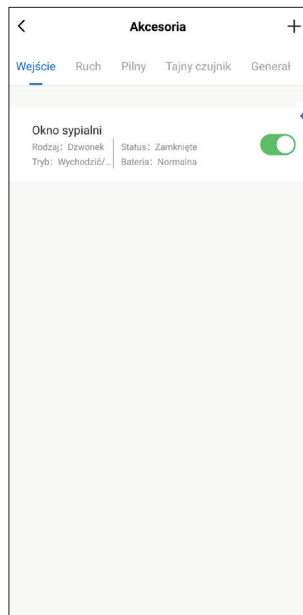 Akcesoria
Wejście Ruch Pilny Tajny czujnik Generał
Okno sypialni
Rodzaj: Dzwonek Status: Zamknięte
Tryb: Wychodzić/... Bateria: Normalna